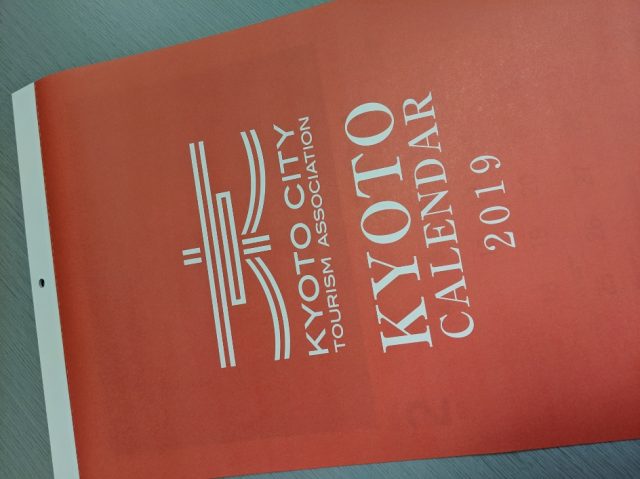 KYOTO CITY
TOURISM ASSOCIATION
KYOTO
CALENDAR
2019